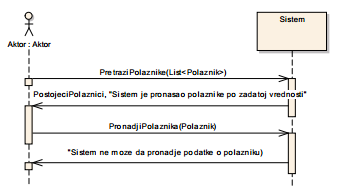 Sistem
Aktor : Aktor
PretraziPolaznike(List<Polaznik>)
PostojeciPolaznici, "Sistem je pronasao polaznike po zadatoj vrednosti"
PronadjiPolaznika(Polaznik)
"Sistem ne moze da pronadje podatke o polazniku)